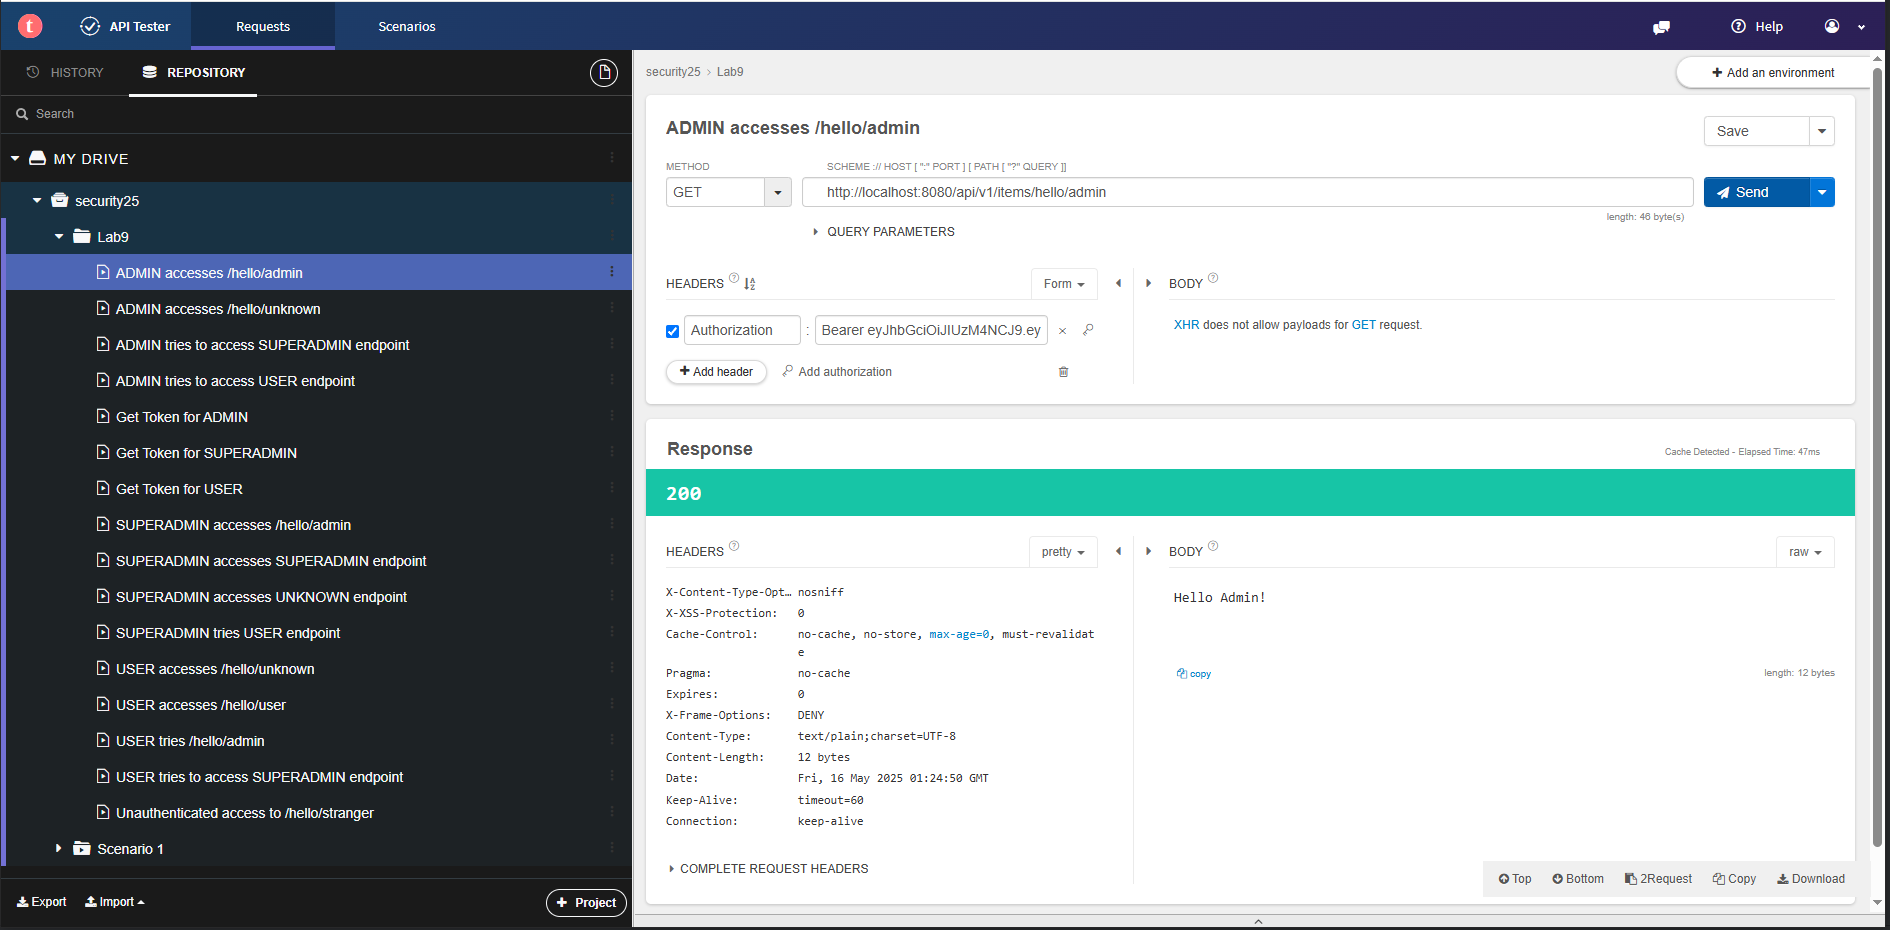 t API Tester Requests Scenarios Help
HISTORY REPOSITORY
Search
MY DRIVE
security25
Lab9
ADMIN accesses /hello/admin
ADMIN accesses /hello/unknown
ADMIN tries to access SUPERADMIN endpoint
ADMIN tries to access USER endpoint
Get Token for ADMIN
Get Token for SUPERADMIN
Get Token for USER
SUPERADMIN accesses /hello/admin
SUPERADMIN accesses SUPERADMIN endpoint
SUPERADMIN accesses UNKNOWN endpoint
SUPERADMIN tries USER endpoint
USER accesses /hello/unknown
USER accesses /hello/user
USER tries /hello/admin
USER tries to access SUPERADMIN endpoint
Unauthenticated access to /hello/stranger
Scenario 1
Export Import + Project
security25 › Lab9
+ Add an environment
ADMIN accesses /hello/admin
Save
METHOD SCHEME :// HOST [ ":" PORT ] [ PATH [ "?" QUERY ]]
GET http://localhost:8080/api/v1/items/hello/admin Send
length: 46 byte(s)
QUERY PARAMETERS
HEADERS ? Form BODY ?
Authorization : Bearer eyJhbGciOiJIUzM4NCJ9.ey ×
XHR does not allow payloads for GET request.
+ Add header Add authorization
Response
Cache Detected - Elapsed Time: 47ms
200
HEADERS ? pretty BODY ? raw
X-Content-Type-Opt... nosniff
X-XSS-Protection: 0
Cache-Control: no-cache, no-store, max-age=0, must-revalidat
e
Pragma: no-cache
Expires: 0
X-Frame-Options: DENY
Content-Type: text/plain;charset=UTF-8
Content-Length: 12 bytes
Date: Fri, 16 May 2025 01:24:50 GMT
Keep-Alive: timeout=60
Connection: keep-alive
Hello Admin!
copy length: 12 bytes
COMPLETE REQUEST HEADERS
Top Bottom 2Request Copy Download